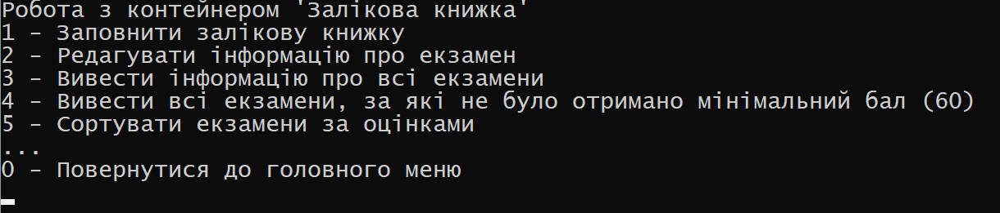 Робота з контейнером 'Залікова книжка'
1 - Заповнити залікову книжку
2 - Редагувати інформацію про екзамен
3 - Вивести інформацію про всі екзамени
4 - Вивести всі екзамени, за які не було отримано мінімальний бал (60)
5 - Сортувати екзамени за оцінками
...
0 - Повернутися до головного меню